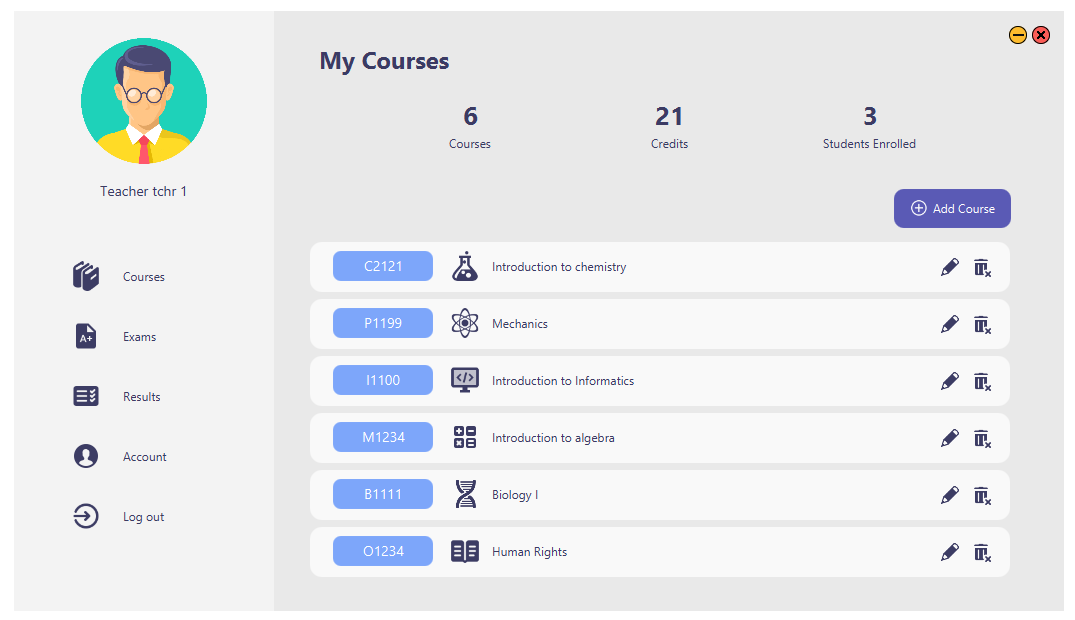 My Courses
6
Courses
21
Credits
3
Students Enrolled
Teacher tchr 1
Add Course
Courses
A+
Exams
Results
Account
Log out
C2121 Introduction to chemistry
P1199 Mechanics
I1100 </> Introduction to Informatics
M1234 Introduction to algebra
B1111 Biology I
O1234 Human Rights